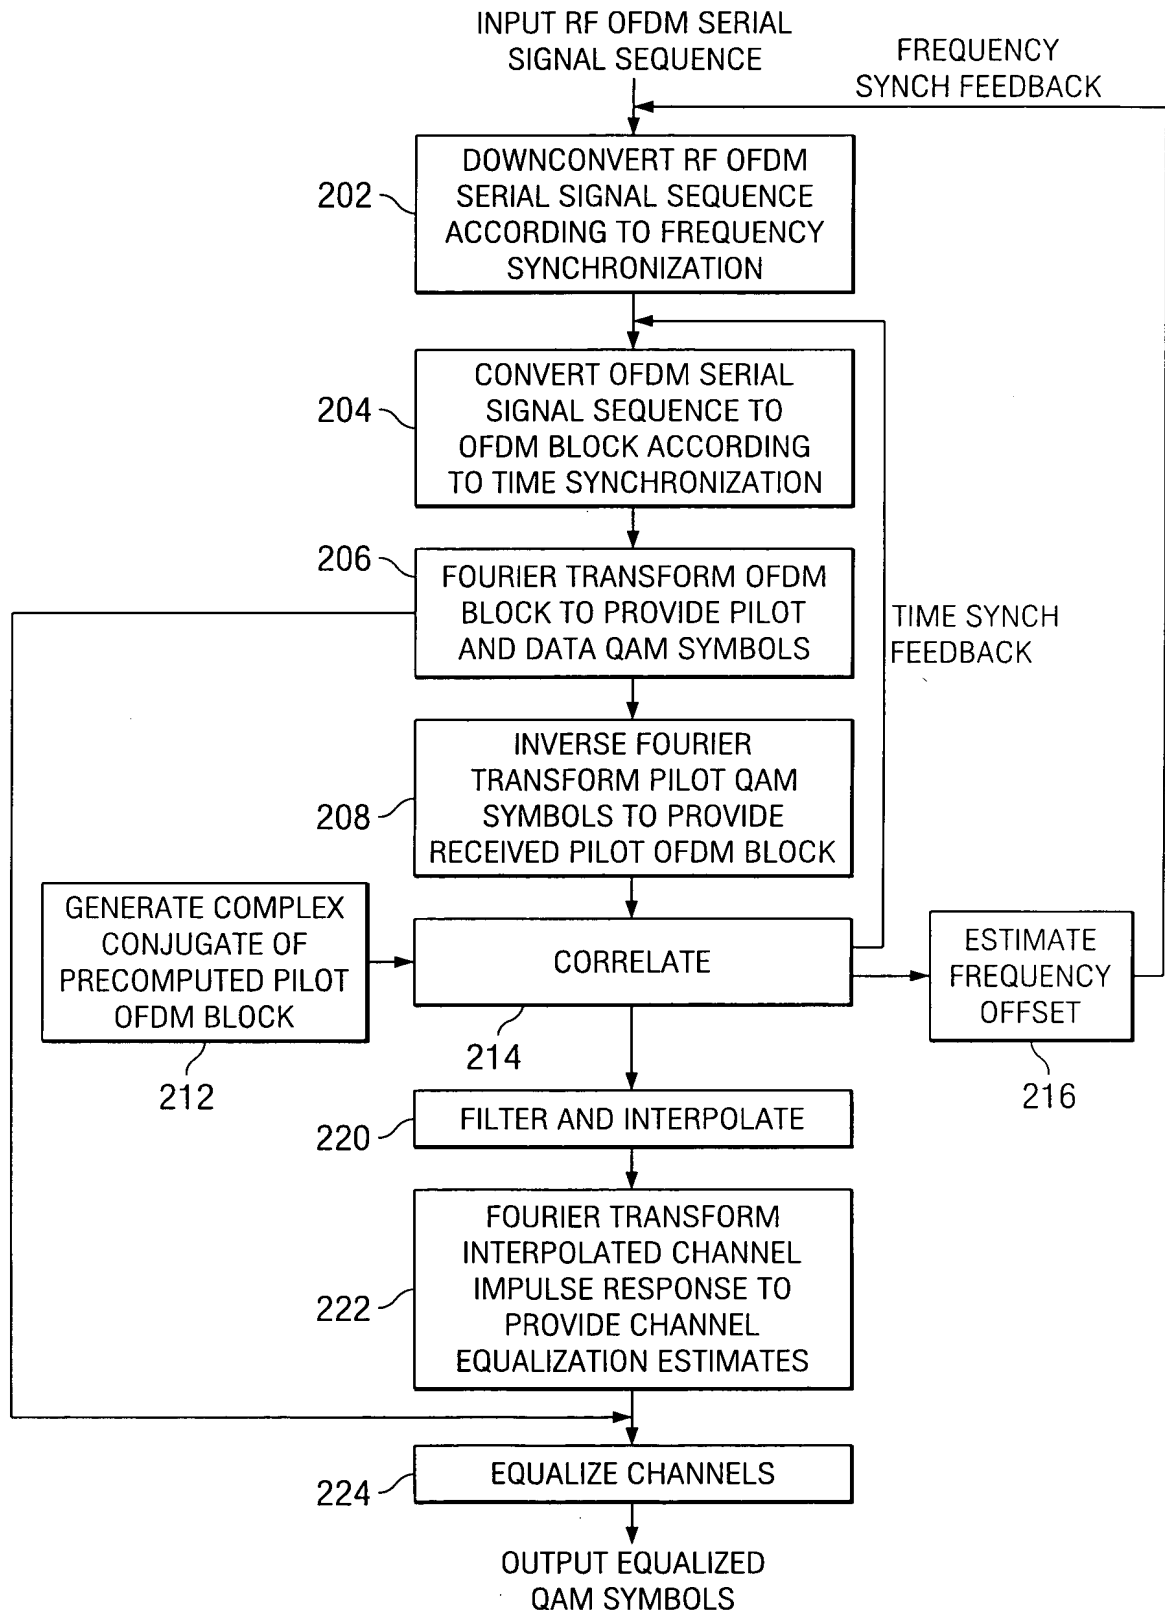 INPUT RF OFDM SERIAL
SIGNAL SEQUENCE
FREQUENCY
SYNCH FEEDBACK
202
DOWNCONVERT RF OFDM
SERIAL SIGNAL SEQUENCE
ACCORDING TO FREQUENCY
SYNCHRONIZATION
204
CONVERT OFDM SERIAL
SIGNAL SEQUENCE TO
OFDM BLOCK ACCORDING
TO TIME SYNCHRONIZATION
206
FOURIER TRANSFORM OFDM
BLOCK TO PROVIDE PILOT
AND DATA QAM SYMBOLS
TIME SYNCH
FEEDBACK
208
INVERSE FOURIER
TRANSFORM PILOT QAM
SYMBOLS TO PROVIDE
RECEIVED PILOT OFDM BLOCK
GENERATE COMPLEX
CONJUGATE OF
PRECOMPUTED PILOT
OFDM BLOCK
212
CORRELATE
214
ESTIMATE
FREQUENCY
OFFSET
216
220
FILTER AND INTERPOLATE
222
FOURIER TRANSFORM
INTERPOLATED CHANNEL
IMPULSE RESPONSE TO
PROVIDE CHANNEL
EQUALIZATION ESTIMATES
224
EQUALIZE CHANNELS
OUTPUT EQUALIZED
QAM SYMBOLS